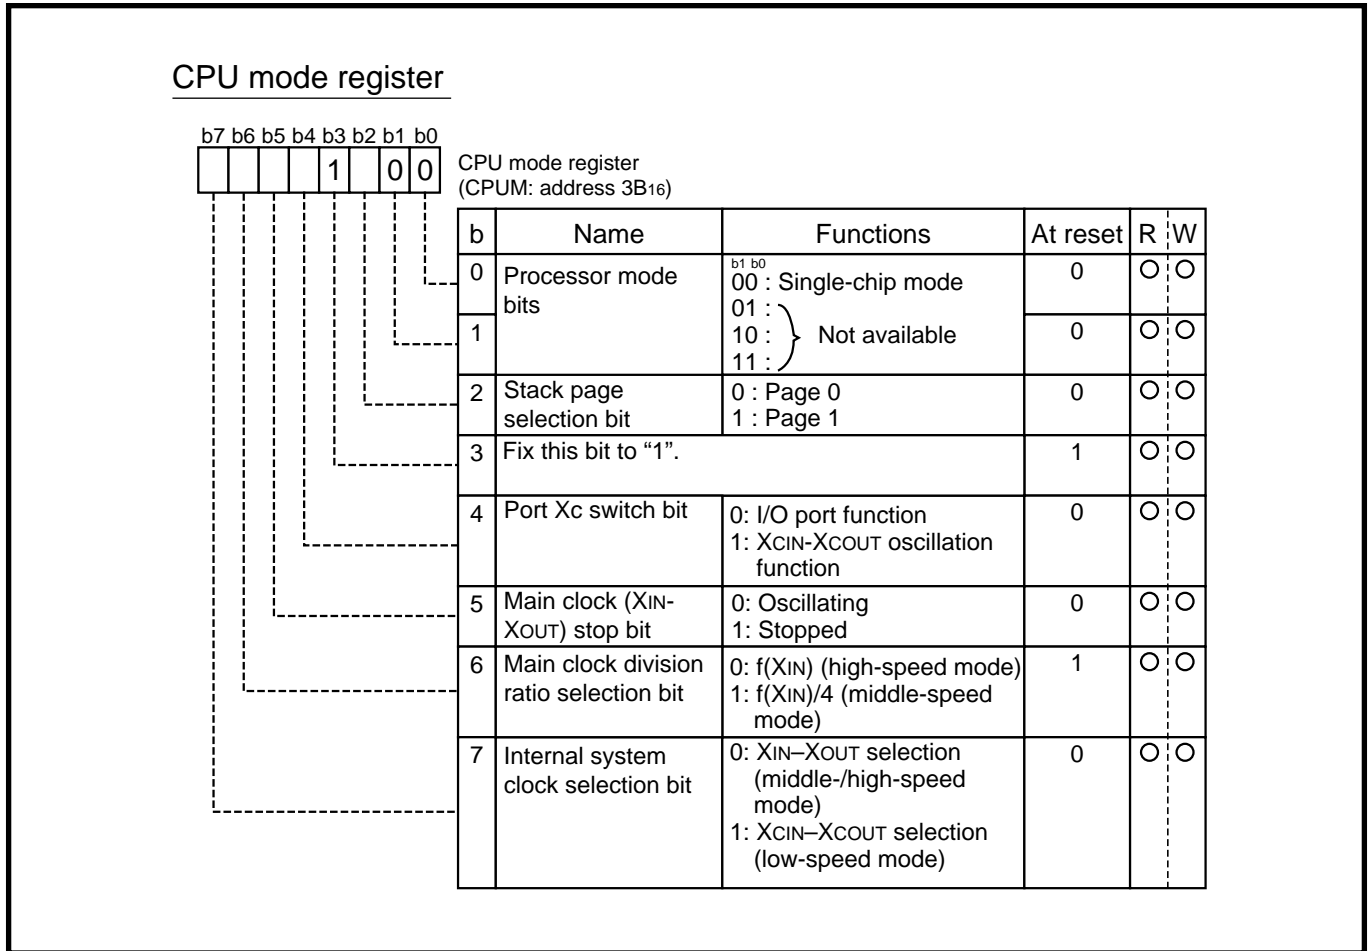 CPU mode register
b7 b6 b5 b4 b3 b2 b1 b0
1 0 0
CPU mode register
(CPUM: address 3B16)
b Name Functions At reset R W
0 Processor mode bits
b1 b0
00 : Single-chip mode
01 :
10 : Not available
11 :
0
1 0
2 Stack page selection bit
0 : Page 0
1 : Page 1
0
3 Fix this bit to “1”. 1
4 Port Xc switch bit
0: I/O port function
1: XCIN-XCOUT oscillation
function
0
5 Main clock (XIN-
XOUT) stop bit
0: Oscillating
1: Stopped
0
6 Main clock division
ratio selection bit
0: f(XIN) (high-speed mode)
1: f(XIN)/4 (middle-speed
mode)
1
7 Internal system
clock selection bit
0: XIN–XOUT selection
(middle-/high-speed
mode)
1: XCIN–XCOUT selection
(low-speed mode)
0